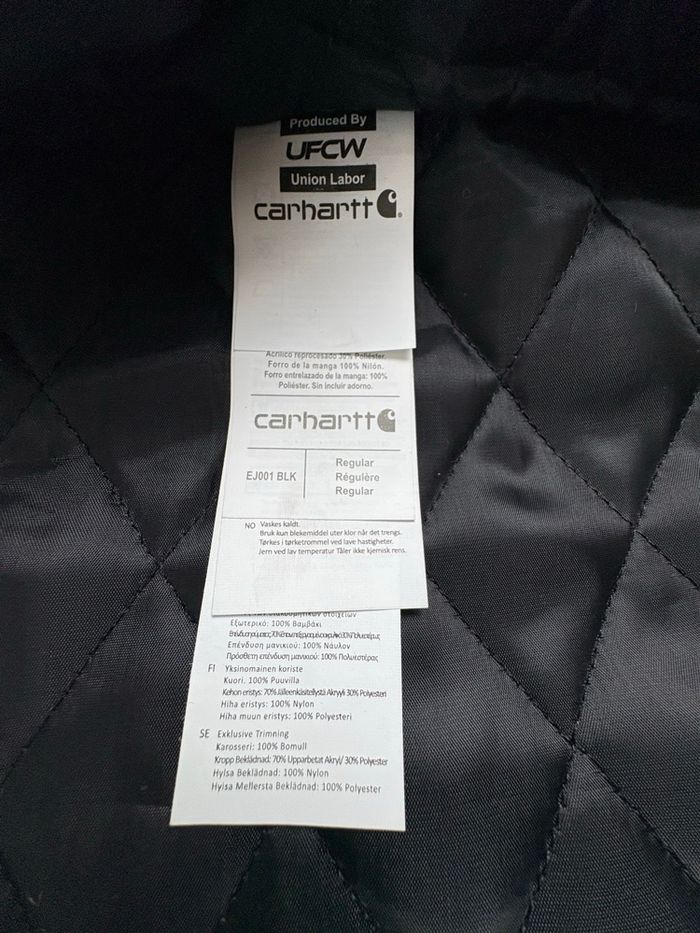 Produced By
UFCW
Union Labor
carhartt
Acrílico reprocesado 30% Poliéster.
Forro de la manga 100% Nilón.
Forro entrelazado de la manga: 100%
Poliéster. Sin incluir adorno.
carhartt
EJ001 BLK
Regular
Régulère
Regular
NO Vaskes kaldt.
Bruk kun blekemiddel uter klor når det trengs.
Tørkes i tørketrommel ved lave hastigheter.
Jern ved lav temperatur Tåler ikke kjemisk rens.
Εξωτερικό: 100% Βαμβάκι
Επένδυση μανικιού: 100% Νάυλον
Πρόσθετη επένδυση μανικιού: 100% Πολυεστέρας
FI Yksinomainen koriste
Kuori. 100% Puuvilla
Kehon eristys: 70% Jälleenkäsitellystä Akryyli 30% Polyesteri
Hiha eristys: 100% Nylon
Hiha muun eristys: 100% Polyesteri
SE Exklusive Trimning
Karosseri: 100% Bomull
Kropp Beklädnad: 70% Upparbetat Akryl/ 30% Polyester
Hylsa Beklädnad: 100% Nylon
Hylsa Mellersta Beklädnad: 100% Polyester